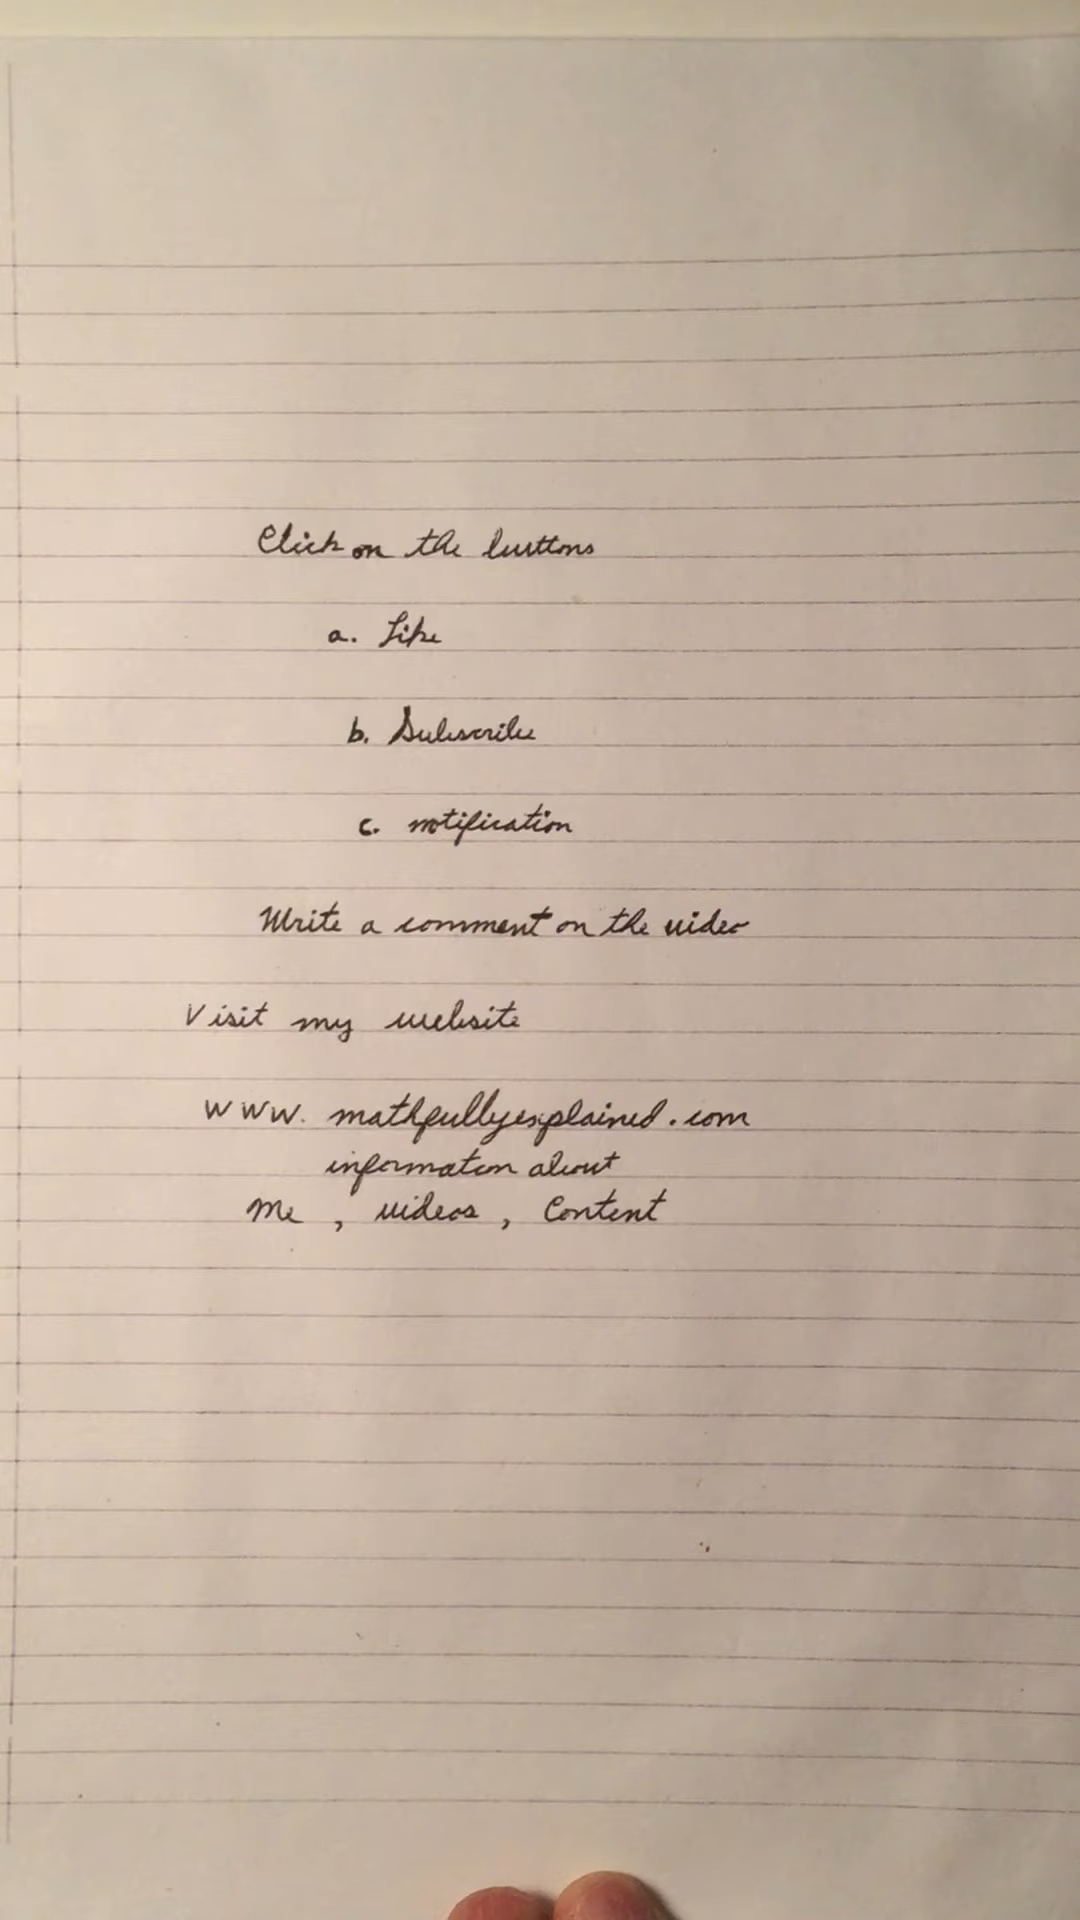 Click on the buttons
a. Like
b. Subscribe
c. notification
Write a comment on the video
Visit my website
www. mathfullyexplained.com
information about
Me , videos , Content